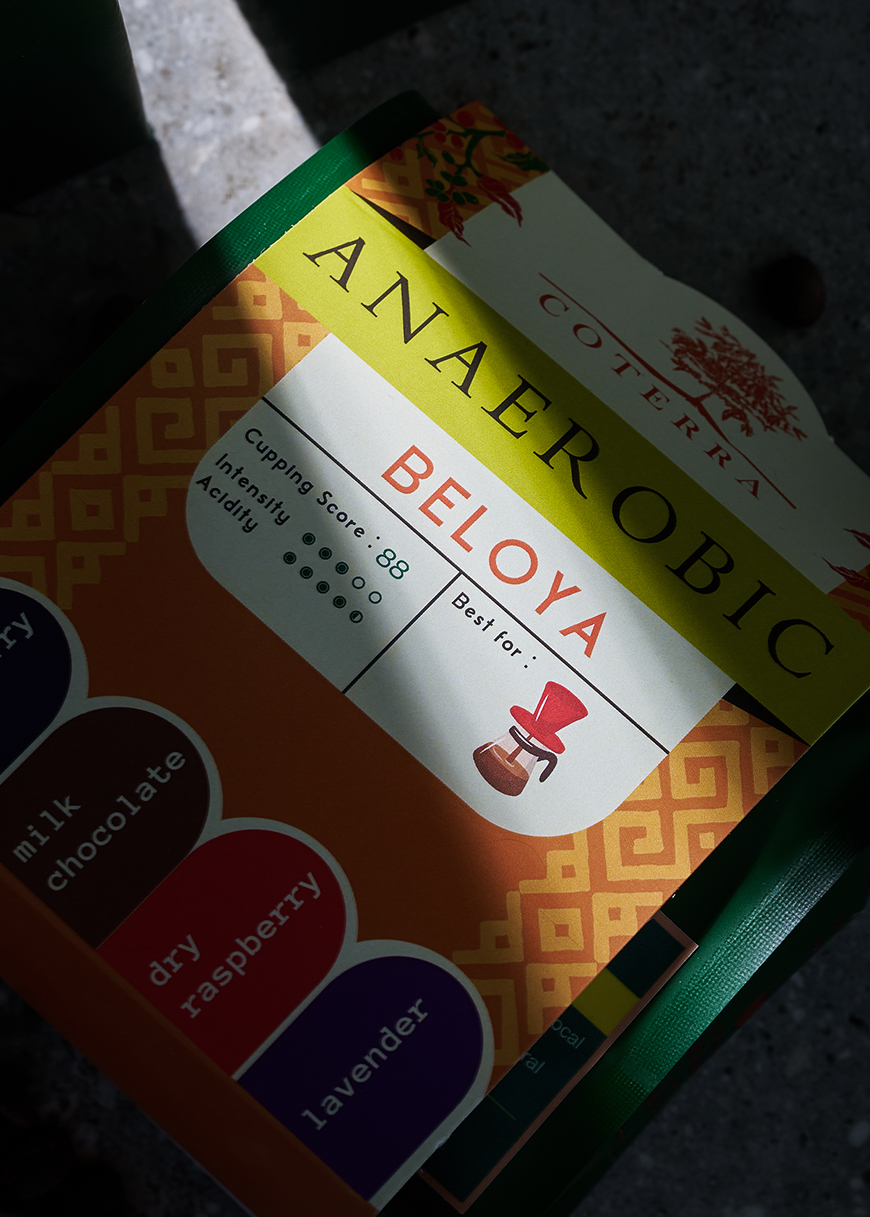 COTERRA
ANAEROBIC
BELOYA
Cupping Score : 88
Intensity
Acidity
Best for :
milk
chocolate
dry
raspberry
lavender